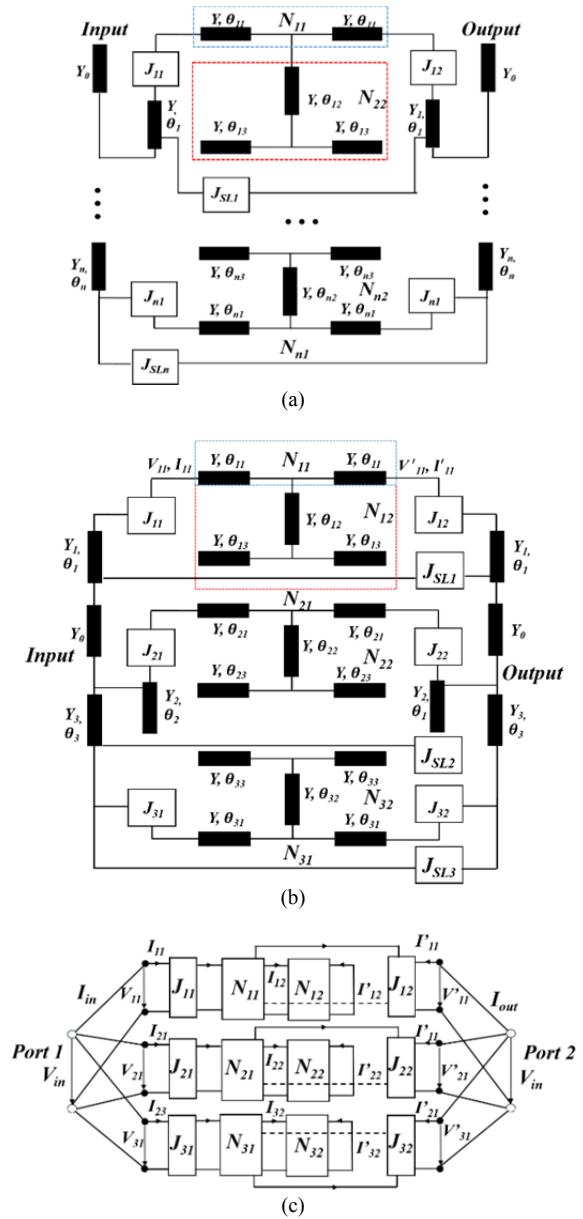 Input
Y, θ11
N11
Y, θ11
Output
Y0
J11
J12
Y0
Y, θ1
Y, θ12
N22
Y1, θ1
Y, θ13
Y, θ13
JSL1
Yn, θn
Y, θn3
Y, θn3
Yn, θn
Jn1
Y, θn2
Nn2
Jn1
Y, θn1
Y, θn1
Nn1
JSLn
(a)
V11, I11
Y, θ11
N11
Y, θ11
V'11, I'11
J11
Y, θ12
N12
J12
Y1, θ1
Y, θ13
Y, θ13
JSL1
Y1, θ1
N21
Y0
J21
Y, θ21
Y, θ21
J22
Y0
Input
Y, θ22
N22
Output
Y3, θ3
Y2, θ2
Y, θ23
Y, θ23
Y2, θ1
Y3, θ3
JSL2
Y, θ33
Y, θ33
J31
Y, θ32
N32
J32
Y, θ31
Y, θ31
N31
JSL3
(b)
I11
I'11
Iin
V11
J11
N11
I12
N12
I'12
J12
V'11
Iout
Port 1
Vin
I21
V21
J21
N21
I22
N22
I'22
J22
I'11
V'21
Port 2
Vin
I23
V31
J31
N31
I32
N32
I'32
J32
I'21
V'31
(c)